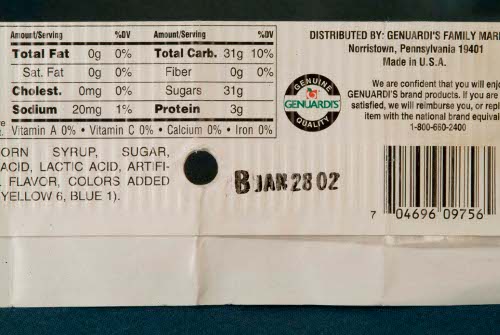 Amount/Serving %DV Amount/Serving %DV
Total Fat 0g 0% Total Carb. 31g 10%
Sat. Fat 0g 0% Fiber 0g 0%
Cholest. 0mg 0% Sugars 31g
Sodium 20mg 1% Protein 3g
Vitamin A 0% • Vitamin C 0% • Calcium 0% • Iron 0%
ORN SYRUP, SUGAR,
ACID, LACTIC ACID, ARTIFI-
FLAVOR, COLORS ADDED
YELLOW 6, BLUE 1).
B JAN 28 02
GENUINE
GENUARDI'S
QUALITY
DISTRIBUTED BY: GENUARDI'S FAMILY MAR
Norristown, Pennsylvania 19401
Made in U.S.A.
We are confident that you will enjo
GENUARDI'S brand products. If you are
satisfied, we will reimburse you, or repl
item with the national brand equival
1-800-660-2400
7 04696 09756